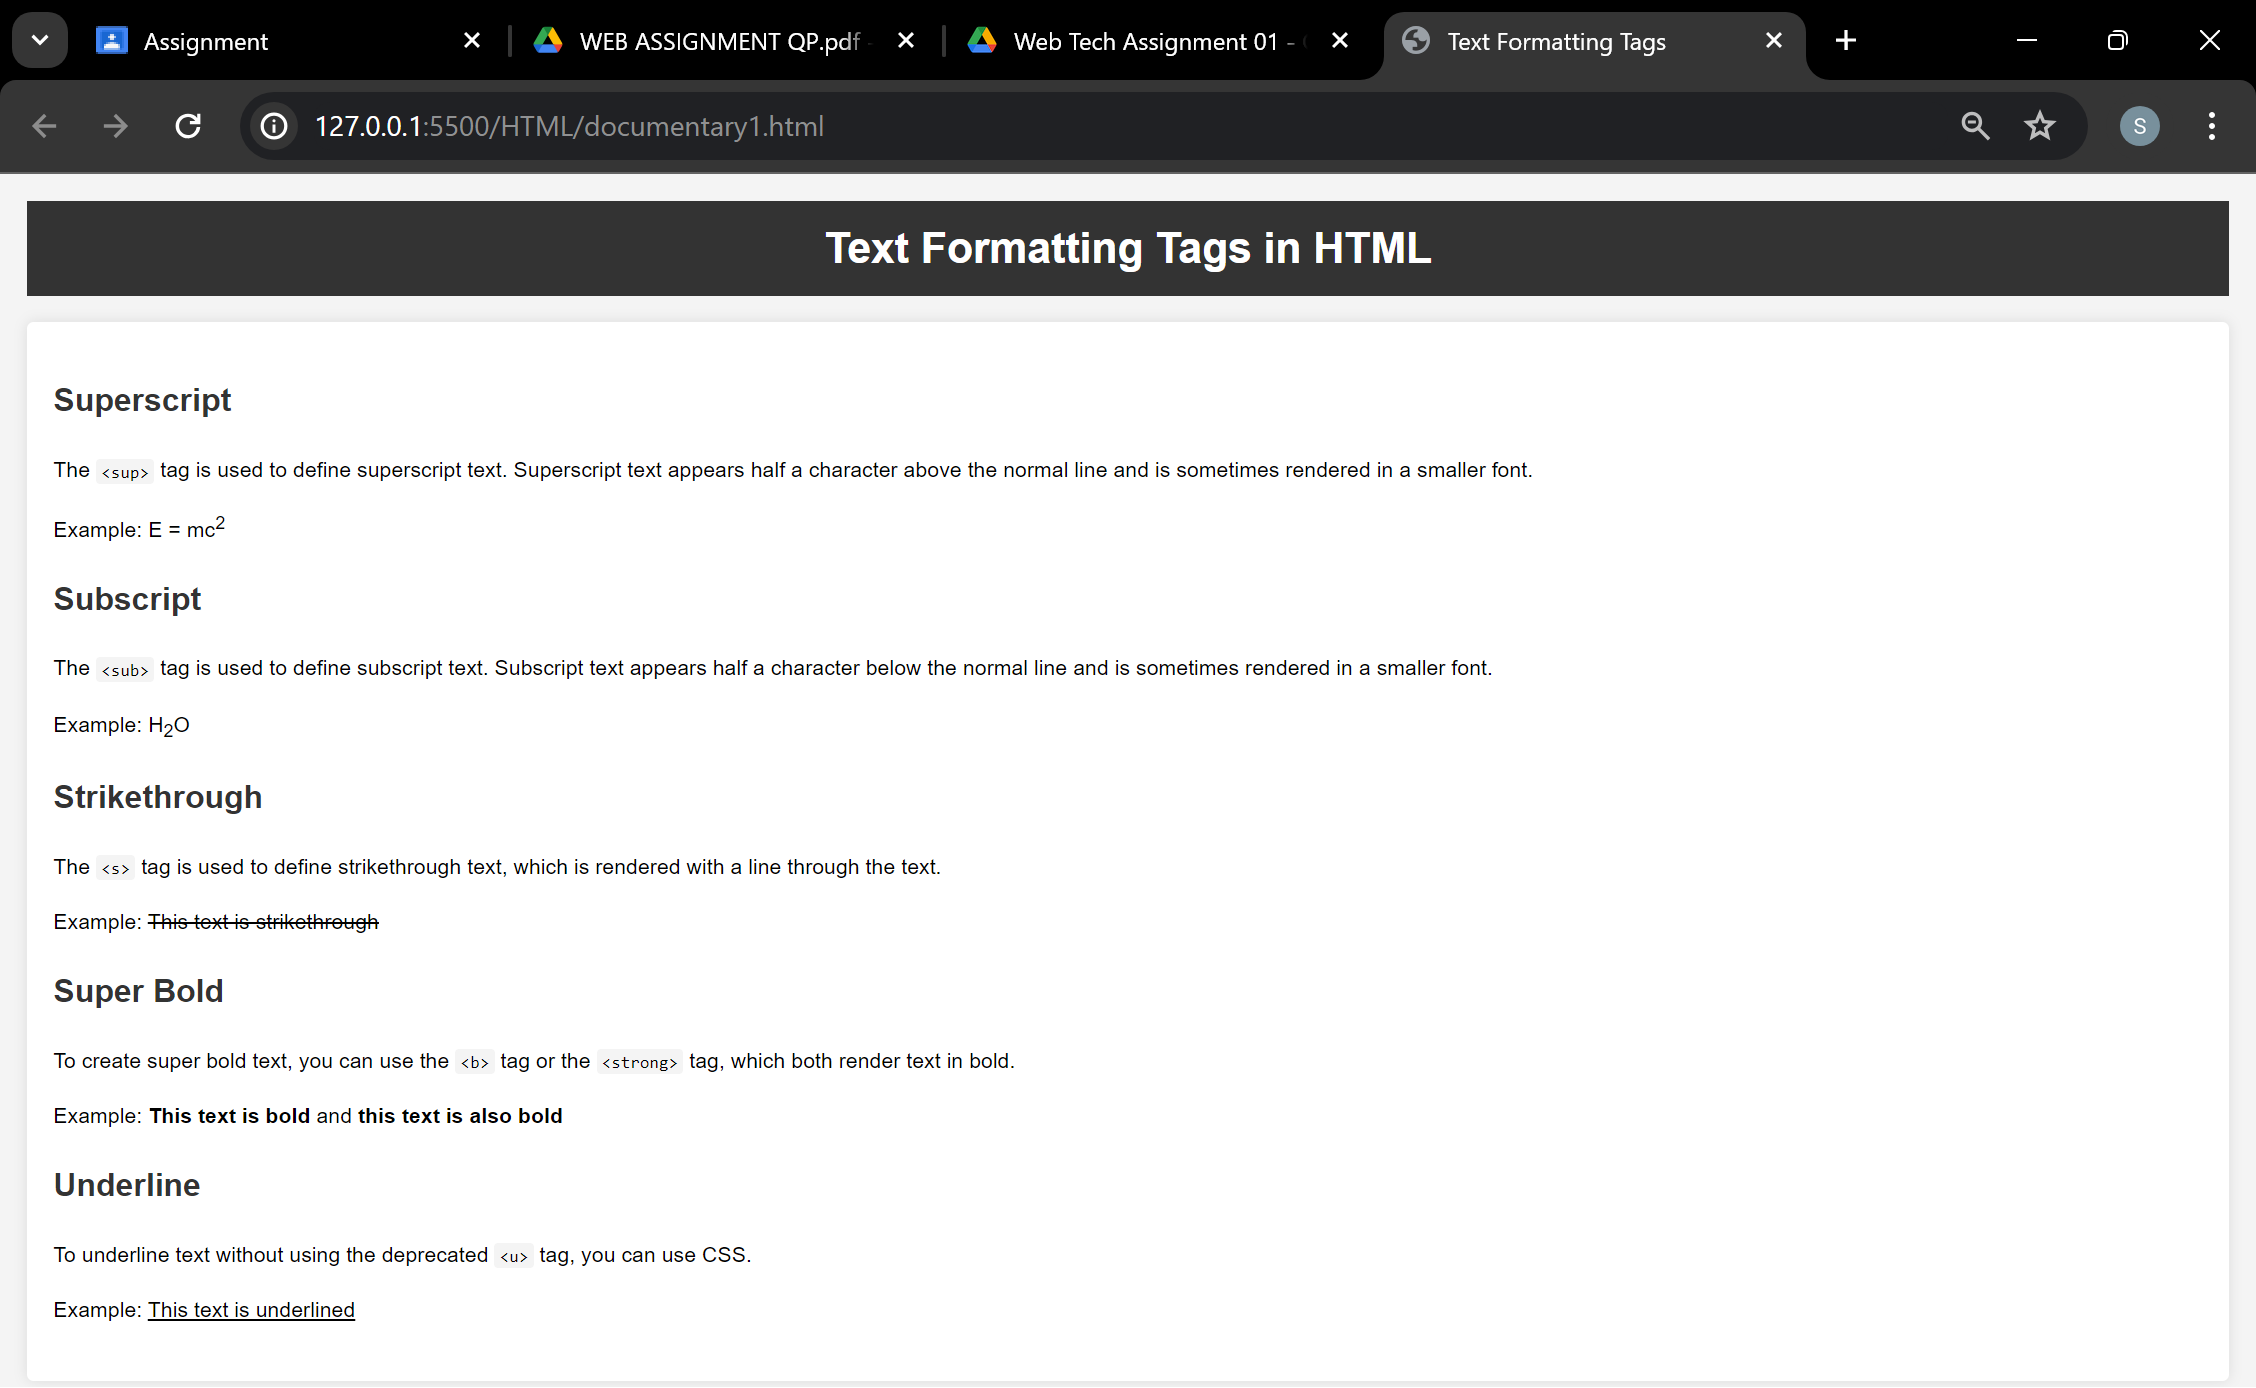 Assignment
WEB ASSIGNMENT QP.pdf -
Web Tech Assignment 01 -
Text Formatting Tags
127.0.0.1:5500/HTML/documentary1.html
S
Text Formatting Tags in HTML
Superscript
The <sup> tag is used to define superscript text. Superscript text appears half a character above the normal line and is sometimes rendered in a smaller font.
Example: E = mc²
Subscript
The <sub> tag is used to define subscript text. Subscript text appears half a character below the normal line and is sometimes rendered in a smaller font.
Example: H₂O
Strikethrough
The <s> tag is used to define strikethrough text, which is rendered with a line through the text.
Example: This text is strikethrough
Super Bold
To create super bold text, you can use the <b> tag or the <strong> tag, which both render text in bold.
Example: This text is bold and this text is also bold
Underline
To underline text without using the deprecated <u> tag, you can use CSS.
Example: This text is underlined